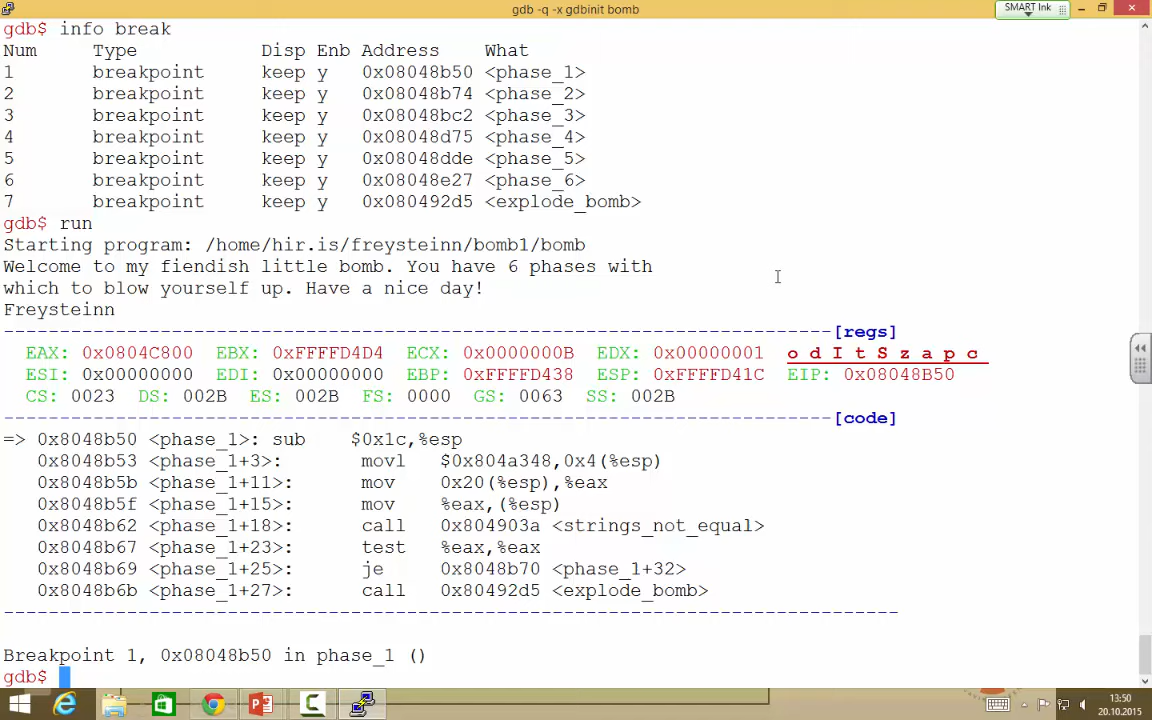 gdb -q -x gdbinit bomb
SMART Ink
gdb$ info break
Num     Type           Disp Enb Address    What
1       breakpoint     keep y   0x08048b50 <phase_1>
2       breakpoint     keep y   0x08048b74 <phase_2>
3       breakpoint     keep y   0x08048bc2 <phase_3>
4       breakpoint     keep y   0x08048d75 <phase_4>
5       breakpoint     keep y   0x08048dde <phase_5>
6       breakpoint     keep y   0x08048e27 <phase_6>
7       breakpoint     keep y   0x080492d5 <explode_bomb>
gdb$ run
Starting program: /home/hir.is/freysteinn/bomb1/bomb
Welcome to my fiendish little bomb. You have 6 phases with
which to blow yourself up. Have a nice day!
Freysteinn
--------------------------------------------------------------------------[regs]
  EAX: 0x0804C800  EBX: 0xFFFFD4D4  ECX: 0x0000000B  EDX: 0x00000001  o d I t S z a p c
  ESI: 0x00000000  EDI: 0x00000000  EBP: 0xFFFFD438  ESP: 0xFFFFD41C  EIP: 0x08048B50
  CS: 0023  DS: 002B  ES: 002B  FS: 0000  GS: 0063  SS: 002B
--------------------------------------------------------------------------[code]
=> 0x8048b50 <phase_1>: sub    $0x1c,%esp
   0x8048b53 <phase_1+3>:       movl   $0x804a348,0x4(%esp)
   0x8048b5b <phase_1+11>:      mov    0x20(%esp),%eax
   0x8048b5f <phase_1+15>:      mov    %eax,(%esp)
   0x8048b62 <phase_1+18>:      call   0x804903a <strings_not_equal>
   0x8048b67 <phase_1+23>:      test   %eax,%eax
   0x8048b69 <phase_1+25>:      je     0x8048b70 <phase_1+32>
   0x8048b6b <phase_1+27>:      call   0x80492d5 <explode_bomb>
--------------------------------------------------------------------------------
Breakpoint 1, 0x08048b50 in phase_1 ()
gdb$
13:50
20.10.2015